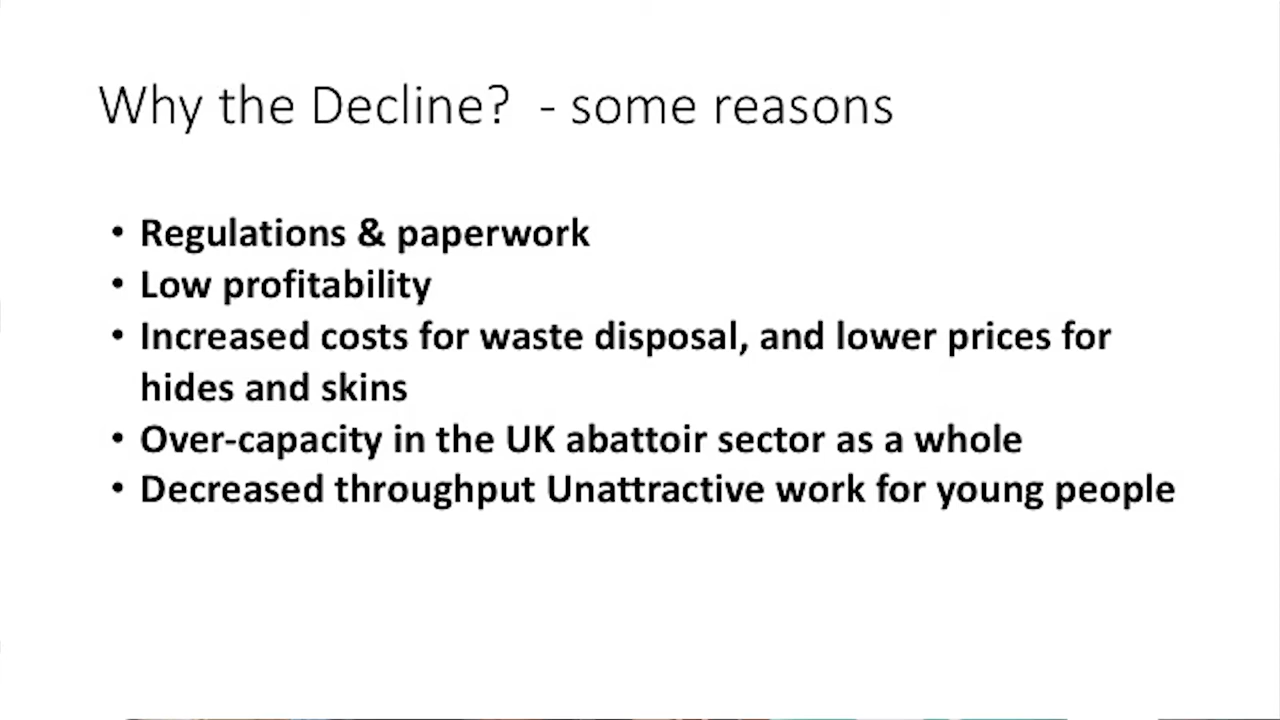 Why the Decline?  - some reasons
• Regulations & paperwork
• Low profitability
• Increased costs for waste disposal, and lower prices for
hides and skins
• Over-capacity in the UK abattoir sector as a whole
• Decreased throughput Unattractive work for young people